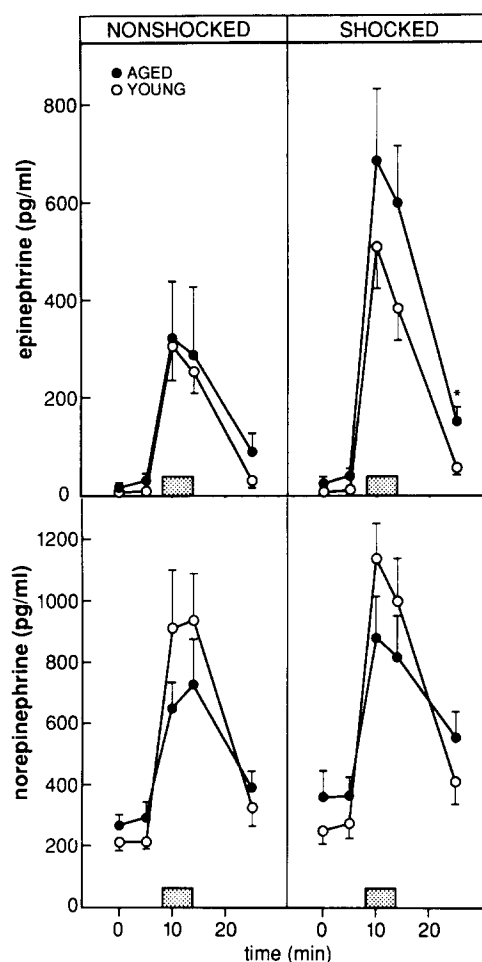 NONSHOCKED SHOCKED
● AGED
○ YOUNG
epinephrine (pg/ml)
800
600
400
200
0
*
norepinephrine (pg/ml)
1200
1000
800
600
400
200
0
0 10 20 0 10 20
time (min)